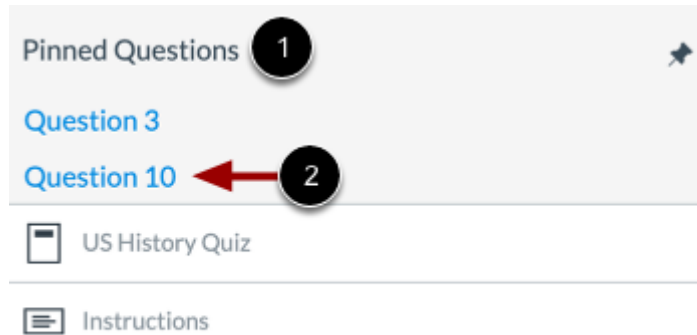 Pinned Questions 1
Question 3
Question 10 2
US History Quiz
Instructions